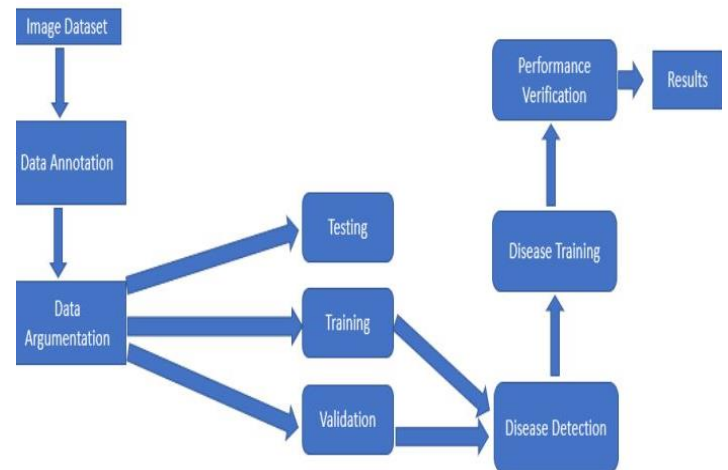 Image Dataset
Data Annotation
Data
Argumentation
Testing
Training
Validation
Disease Detection
Disease Training
Performance
Verification
Results